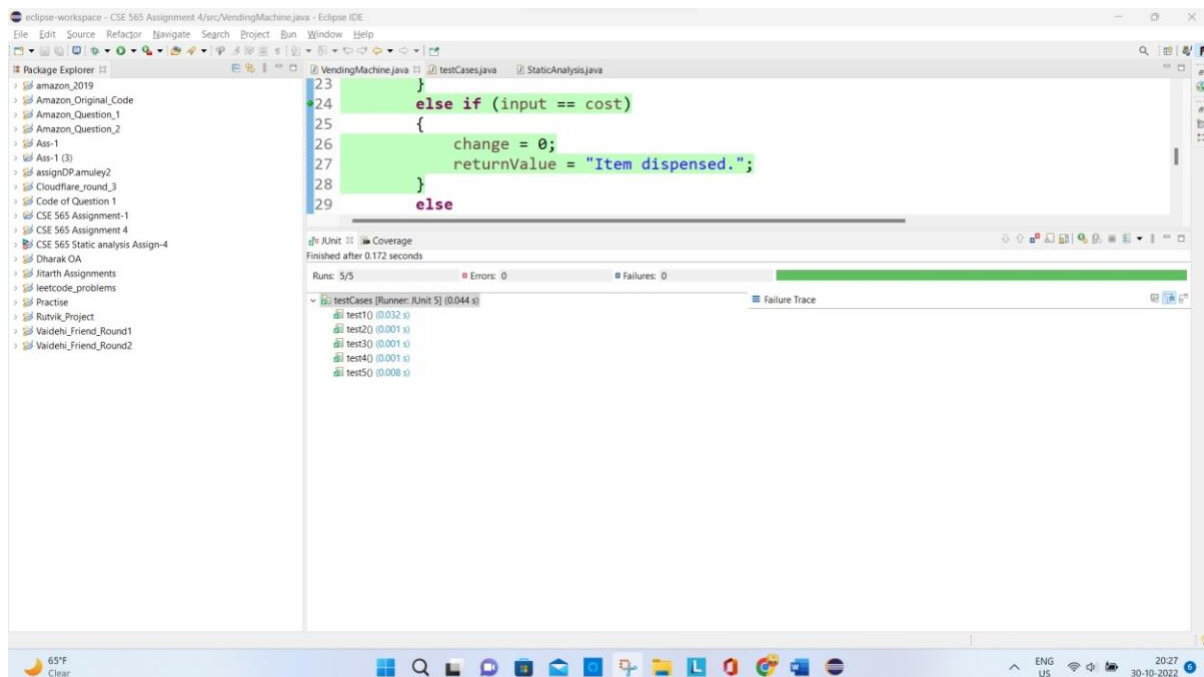 eclipse-workspace - CSE 565 Assignment 4/src/VendingMachine.java - Eclipse IDE
File Edit Source Refactor Navigate Search Project Run Window Help
Package Explorer
VendingMachine.java testCases.java StaticAnalysis.java
amazon_2019
Amazon_Original_Code
Amazon_Question_1
Amazon_Question_2
Ass-1
Ass-1 (3)
assignDP.amuley2
Cloudflare_round_3
Code of Question 1
CSE 565 Assignment-1
CSE 565 Assignment 4
CSE 565 Static analysis Assign-4
Dharak OA
Jitarth Assignments
leetcode_problems
Practise
Rutvik_Project
Vaidehi_Friend_Round1
Vaidehi_Friend_Round2
23 }
24 else if (input == cost)
25 {
26 change = 0;
27 returnValue = "Item dispensed.";
28 }
29 else
JUnit Coverage
Finished after 0.172 seconds
Runs: 5/5 Errors: 0 Failures: 0
testCases [Runner: JUnit 5] (0.044 s)
test1() (0.032 s)
test2() (0.001 s)
test3() (0.001 s)
test4() (0.001 s)
test5() (0.008 s)
Failure Trace
65°F
Clear
ENG
US
20:27
30-10-2022
6